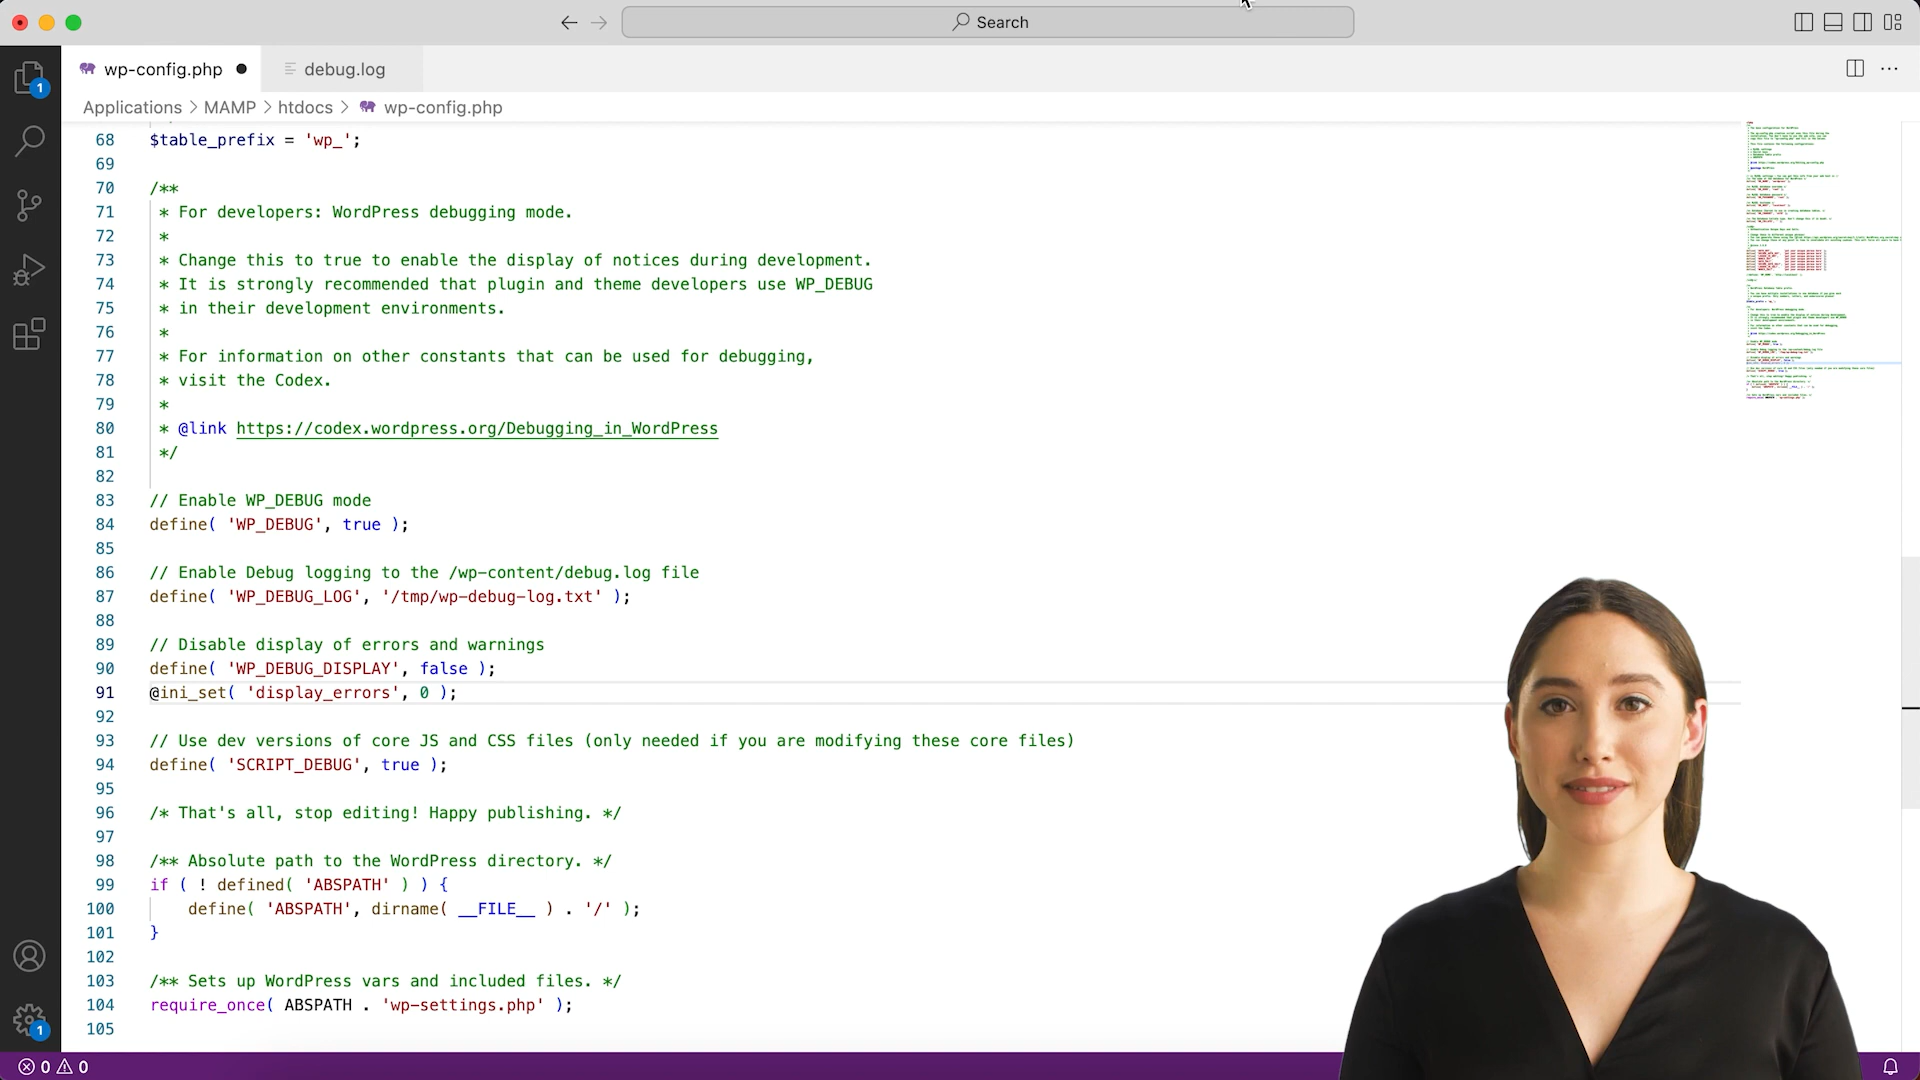 Search
wp-config.php
debug.log
Applications > MAMP > htdocs > wp-config.php
68 $table_prefix = 'wp_';
69
70 /**
71 * For developers: WordPress debugging mode.
72 *
73 * Change this to true to enable the display of notices during development.
74 * It is strongly recommended that plugin and theme developers use WP_DEBUG
75 * in their development environments.
76 *
77 * For information on other constants that can be used for debugging,
78 * visit the Codex.
79 *
80 * @link https://codex.wordpress.org/Debugging_in_WordPress
81 */
82
83 // Enable WP_DEBUG mode
84 define( 'WP_DEBUG', true );
85
86 // Enable Debug logging to the /wp-content/debug.log file
87 define( 'WP_DEBUG_LOG', '/tmp/wp-debug-log.txt' );
88
89 // Disable display of errors and warnings
90 define( 'WP_DEBUG_DISPLAY', false );
91 @ini_set( 'display_errors', 0 );
92
93 // Use dev versions of core JS and CSS files (only needed if you are modifying these core files)
94 define( 'SCRIPT_DEBUG', true );
95
96 /* That's all, stop editing! Happy publishing. */
97
98 /** Absolute path to the WordPress directory. */
99 if ( ! defined( 'ABSPATH' ) ) {
100 define( 'ABSPATH', dirname( __FILE__ ) . '/' );
101 }
102
103 /** Sets up WordPress vars and included files. */
104 require_once( ABSPATH . 'wp-settings.php' );
105
1
1
0 0